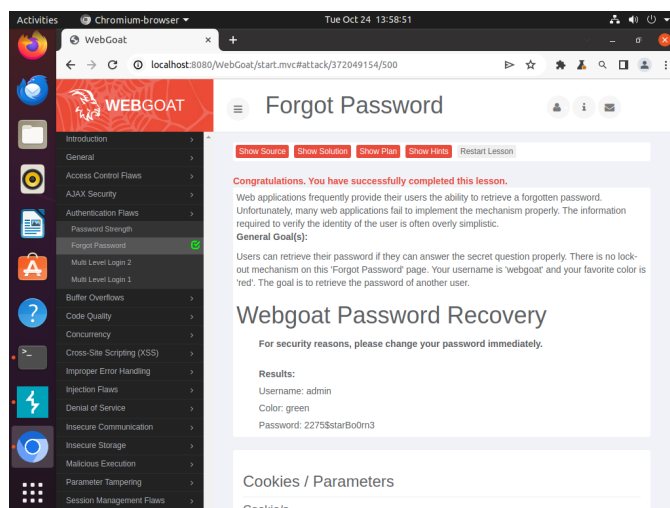 Activities
Chromium-browser
Tue Oct 24 13:58:51
WebGoat
localhost:8080/WebGoat/start.mvc#attack/372049154/500
WEBGOAT
Forgot Password
Introduction
General
Access Control Flaws
AJAX Security
Authentication Flaws
Password Strength
Forgot Password
Multi Level Login 2
Multi Level Login 1
Buffer Overflows
Code Quality
Concurrency
Cross-Site Scripting (XSS)
Improper Error Handling
Injection Flaws
Denial of Service
Insecure Communication
Insecure Storage
Malicious Execution
Parameter Tampering
Session Management Flaws
Show Source Show Solution Show Plan Show Hints Restart Lesson
Congratulations. You have successfully completed this lesson.
Web applications frequently provide their users the ability to retrieve a forgotten password.
Unfortunately, many web applications fail to implement the mechanism properly. The information
required to verify the identity of the user is often overly simplistic.
General Goal(s):
Users can retrieve their password if they can answer the secret question properly. There is no lock-
out mechanism on this 'Forgot Password' page. Your username is 'webgoat' and your favorite color is
'red'. The goal is to retrieve the password of another user.
Webgoat Password Recovery
For security reasons, please change your password immediately.
Results:
Username: admin
Color: green
Password: 2275$starBo0rn3
Cookies / Parameters
Cookie/s